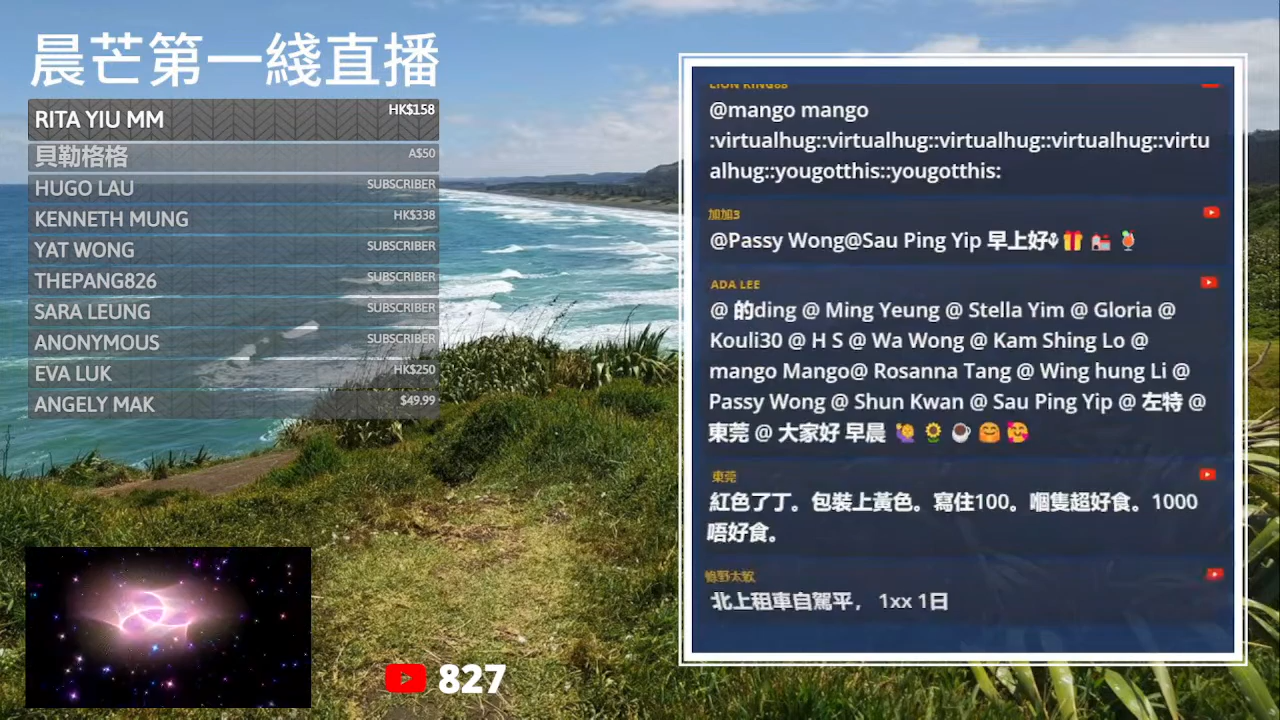 晨芒第一綫直播
RITA YIU MM HK$158
貝勒格格 A$50
HUGO LAU SUBSCRIBER
KENNETH MUNG HK$338
YAT WONG SUBSCRIBER
THEPANG826 SUBSCRIBER
SARA LEUNG SUBSCRIBER
ANONYMOUS SUBSCRIBER
EVA LUK HK$250
ANGELY MAK $49.99
827
LION KING88
@mango mango
:virtualhug::virtualhug::virtualhug::virtualhug::virtu
alhug::yougotthis::yougotthis:
加加3
@Passy Wong@Sau Ping Yip 早上好🌷🎁🏩🍹
ADA LEE
@ 的ding @ Ming Yeung @ Stella Yim @ Gloria @
Kouli30 @ H S @ Wa Wong @ Kam Shing Lo @
mango Mango@ Rosanna Tang @ Wing hung Li @
Passy Wong @ Shun Kwan @ Sau Ping Yip @ 左特 @
東莞 @ 大家好 早晨 🙋🌻☕🤗🥰
東莞
紅色了丁。包裝上黃色。寫住100。嗰隻超好食。1000
唔好食。
北上租車自駕平， 1xx 1日